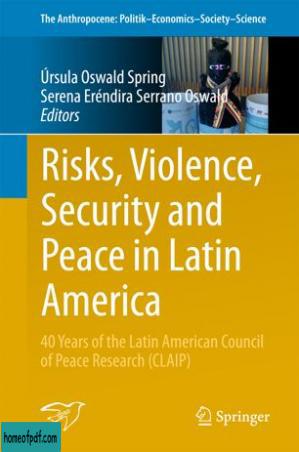 The Anthropocene: Politik–Economics–Society–Science
Úrsula Oswald Spring
Serena Eréndira Serrano Oswald
Editors
Risks, Violence,
Security and
Peace in Latin
America
40 Years of the Latin American Council
of Peace Research (CLAIP)
Springer
homeofpdf.com